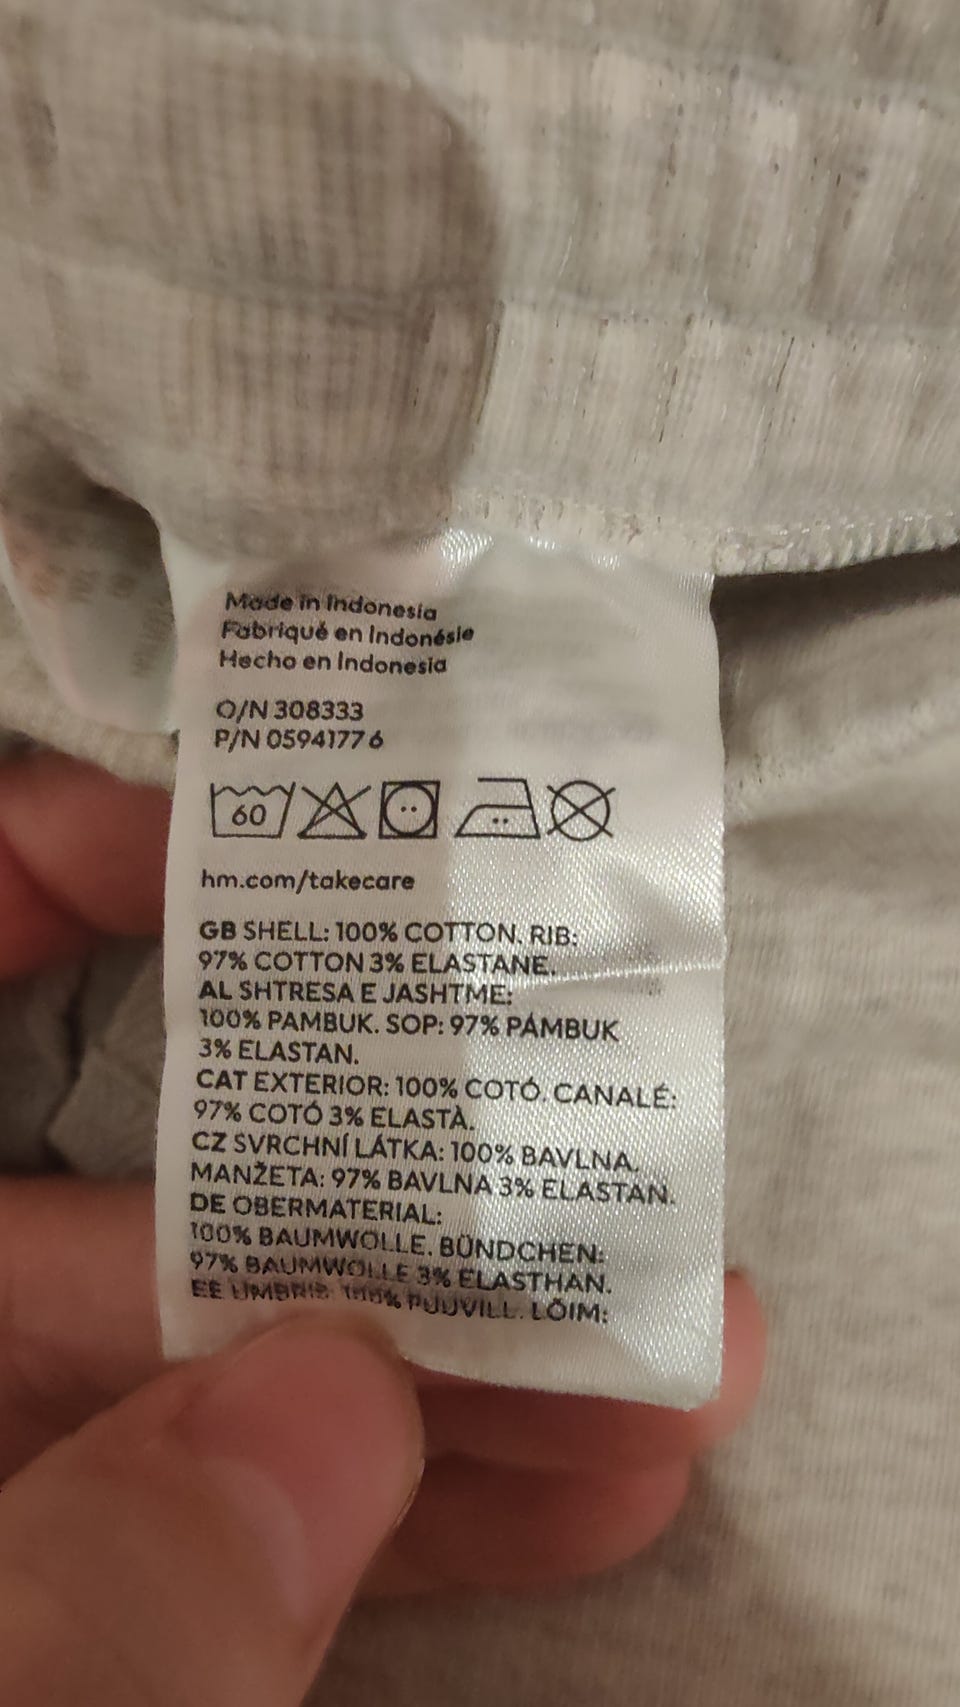 Made in Indonesia
Fabriqué en Indonésie
Hecho en Indonesia
O/N 308333
P/N 05941776
60
hm.com/takecare
GB SHELL: 100% COTTON. RIB:
97% COTTON 3% ELASTANE.
AL SHTRESA E JASHTME:
100% PAMBUK. SOP: 97% PAMBUK
3% ELASTAN.
CAT EXTERIOR: 100% COTÓ. CANALÉ:
97% COTÓ 3% ELASTÀ.
CZ SVRCHNÍ LÁTKA: 100% BAVLNA.
MANŽETA: 97% BAVLNA 3% ELASTAN.
DE OBERMATERIAL:
100% BAUMWOLLE. BÜNDCHEN:
97% BAUMWOLLE 3% ELASTHAN.
EE 100% PUUVILL. LÕIM: